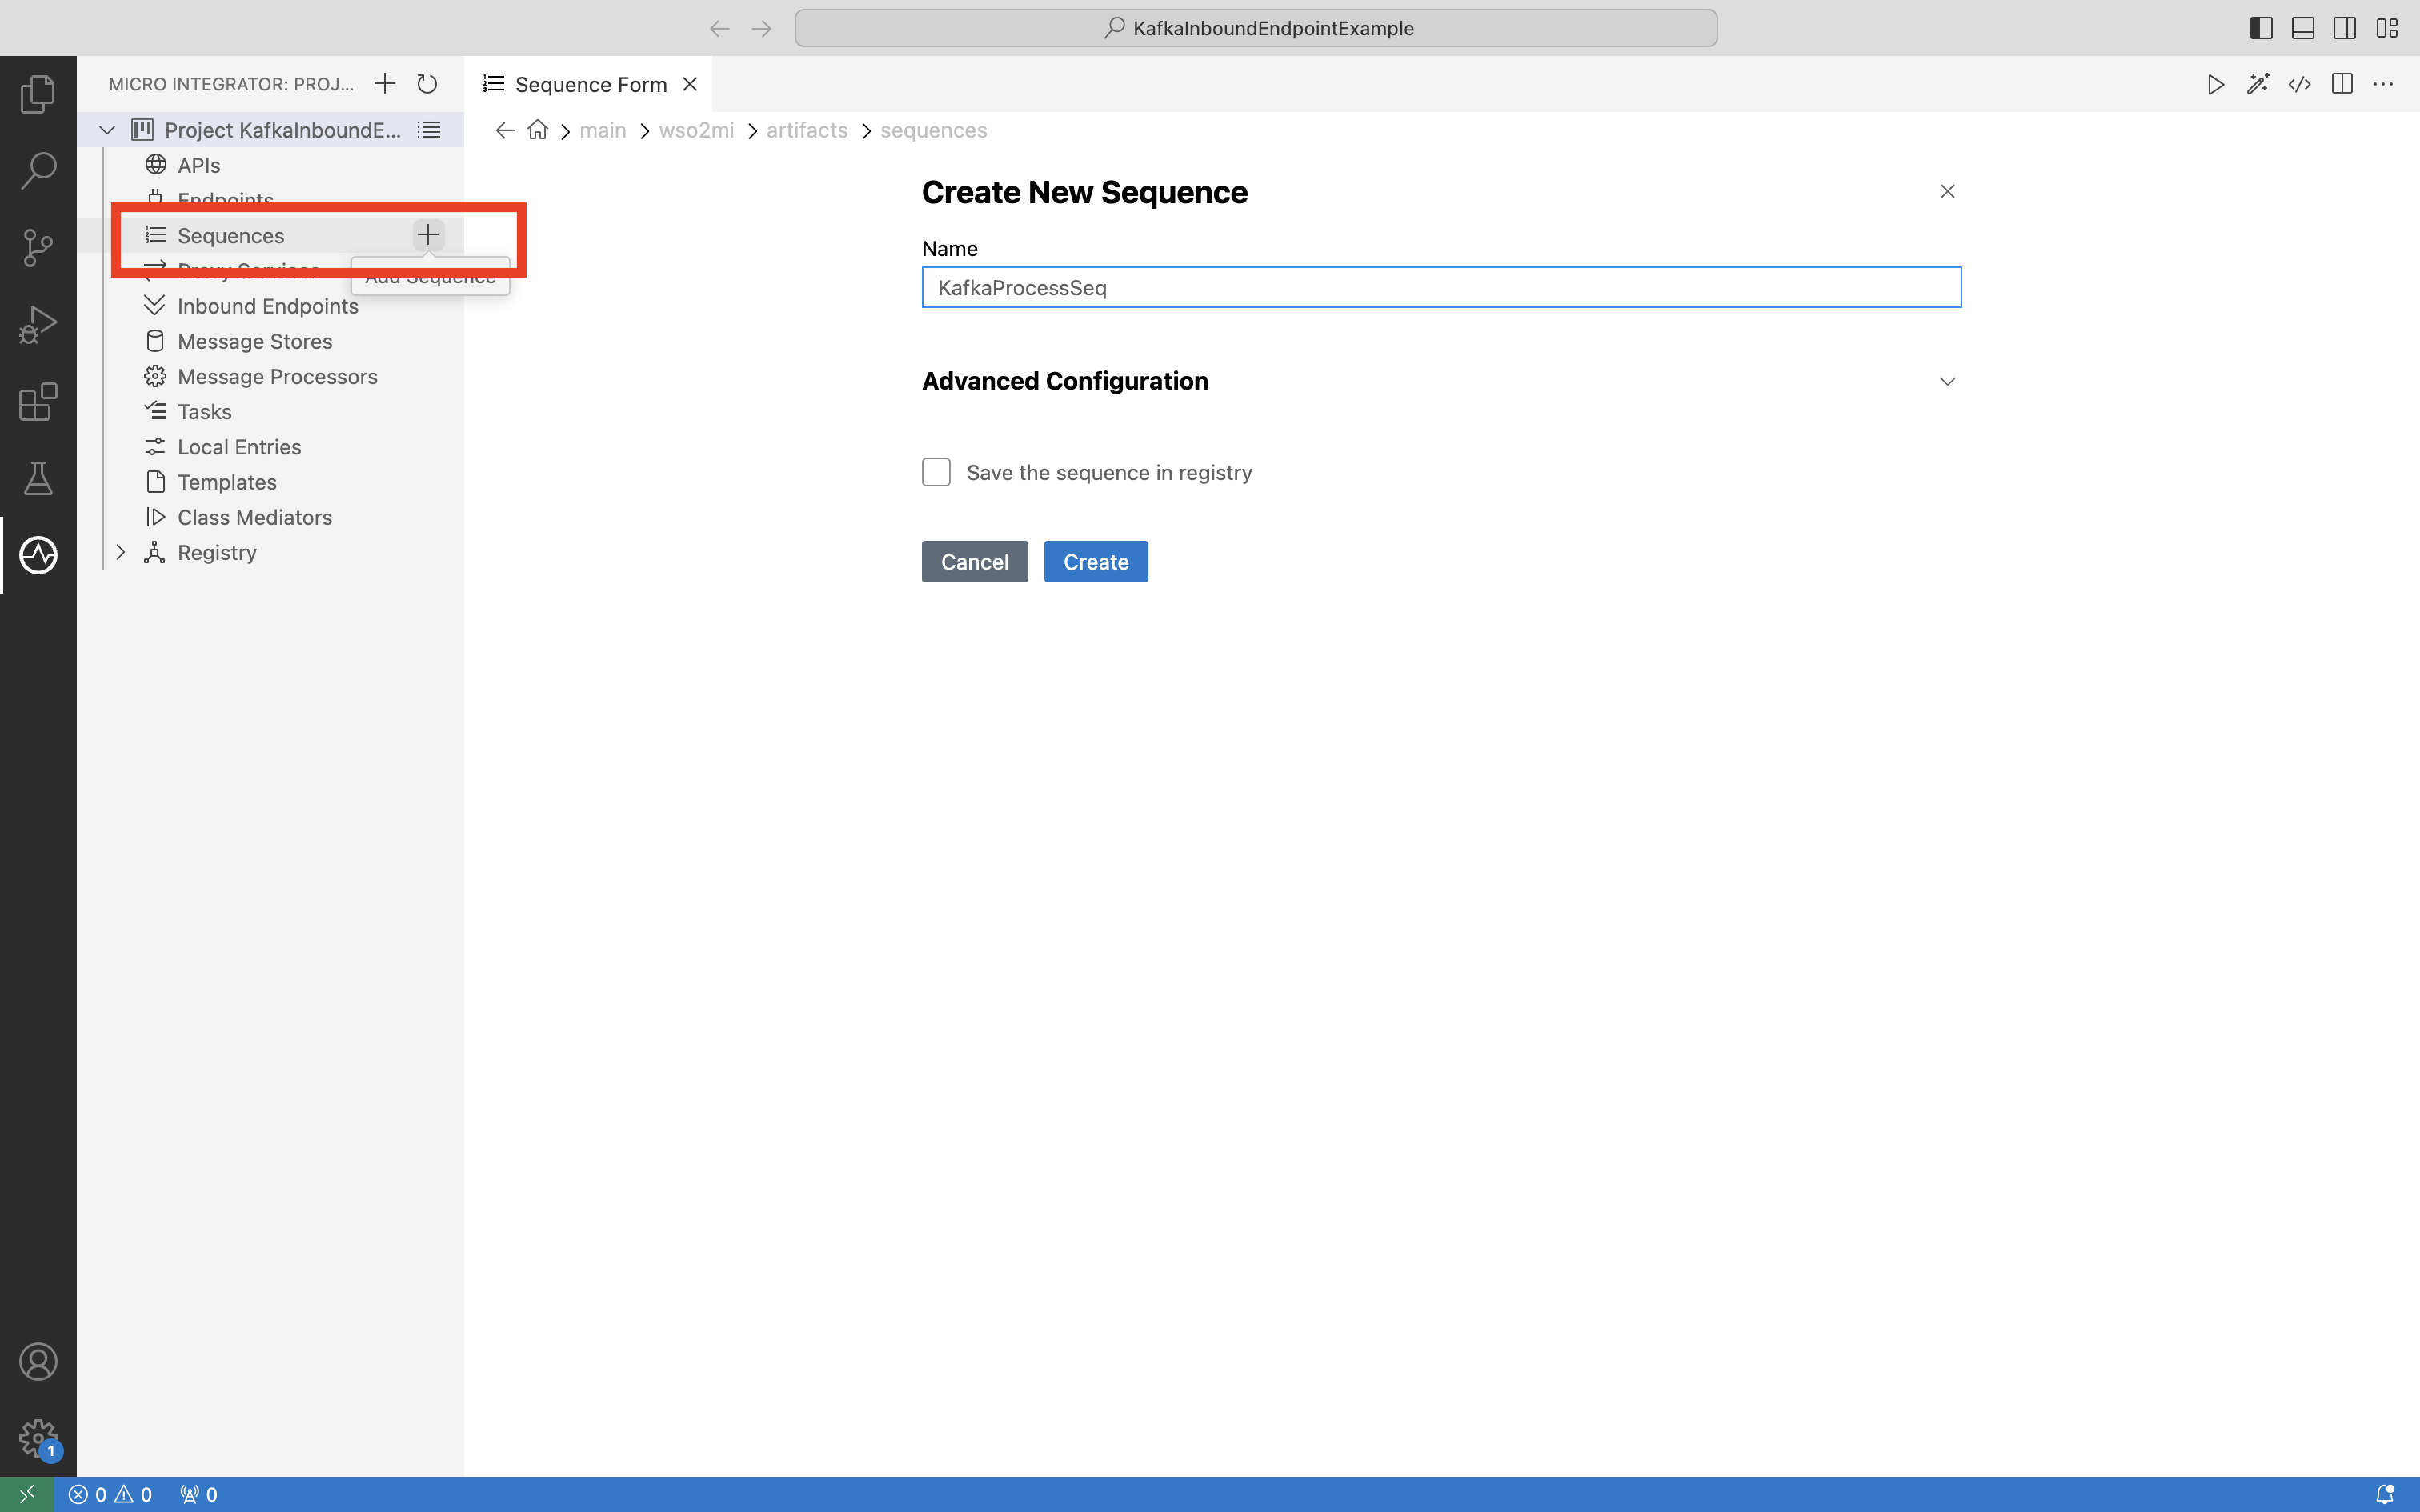 KafkaInboundEndpointExample
MICRO INTEGRATOR: PROJ...
Sequence Form
Project KafkaInboundE...
main
wso2mi
artifacts
sequences
APIs
Endpoints
Sequences
Proxy Services
Add Sequence
Inbound Endpoints
Message Stores
Message Processors
Tasks
Local Entries
Templates
Class Mediators
Registry
Create New Sequence
Name
KafkaProcessSeq
Advanced Configuration
Save the sequence in registry
Cancel
Create
1
0
0
0